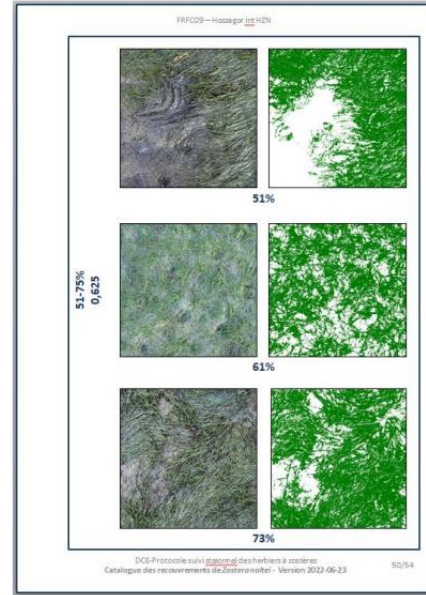 FRFC09 – Hossegor int HZN
51%
51-75%
0,625
61%
73%
DCE-Protocole suivi stationnel des herbiers à zostères
Catalogue des recouvrements de Zostera noltei - Version 2022-06-23
50/54